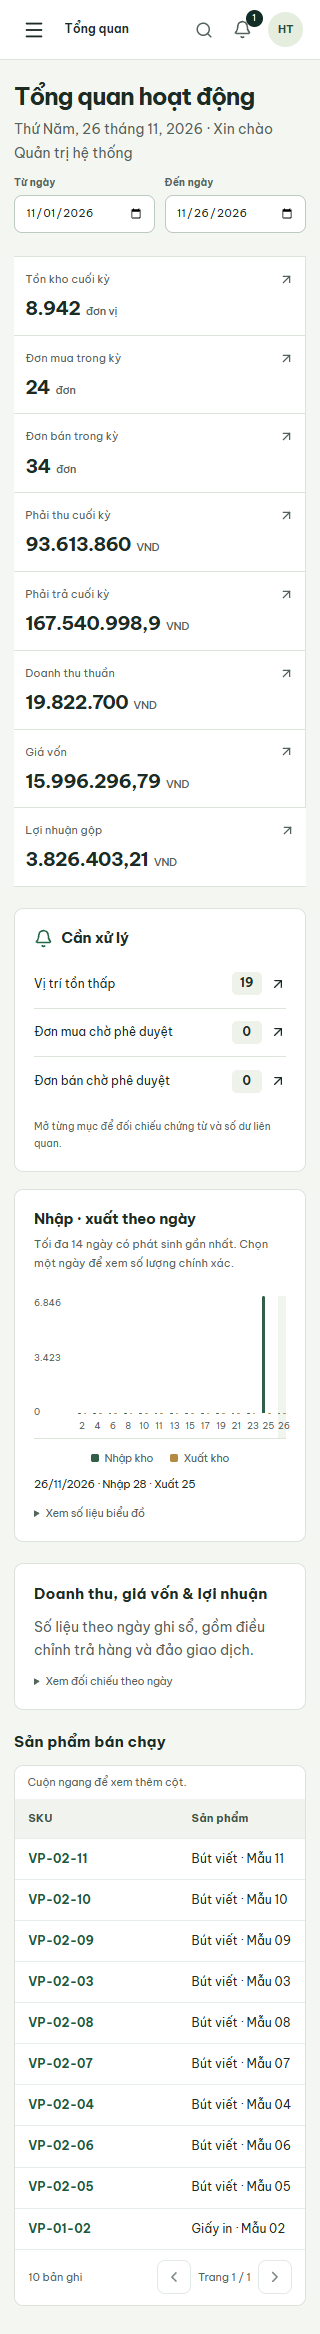 Tổng quan
1
HT
Tổng quan hoạt động
Thứ Năm, 26 tháng 11, 2026 · Xin chào
Quản trị hệ thống
Từ ngày
Đến ngày
11/01/2026
11/26/2026
Tồn kho cuối kỳ
8.942 đơn vị
Đơn mua trong kỳ
24 đơn
Đơn bán trong kỳ
34 đơn
Phải thu cuối kỳ
93.613.860 VND
Phải trả cuối kỳ
167.540.998,9 VND
Doanh thu thuần
19.822.700 VND
Giá vốn
15.996.296,79 VND
Lợi nhuận gộp
3.826.403,21 VND
Cần xử lý
Vị trí tồn thấp 19
Đơn mua chờ phê duyệt 0
Đơn bán chờ phê duyệt 0
Mở từng mục để đối chiếu chứng từ và số dư liên
quan.
Nhập · xuất theo ngày
Tối đa 14 ngày có phát sinh gần nhất. Chọn
một ngày để xem số lượng chính xác.
6.846
3.423
0
2 4 6 8 10 11 13 15 17 19 21 23 25 26
Nhập kho Xuất kho
26/11/2026 · Nhập 28 · Xuất 25
Xem số liệu biểu đồ
Doanh thu, giá vốn & lợi nhuận
Số liệu theo ngày ghi sổ, gồm điều
chỉnh trả hàng và đảo giao dịch.
Xem đối chiếu theo ngày
Sản phẩm bán chạy
Cuộn ngang để xem thêm cột.
SKU Sản phẩm
VP-02-11 Bút viết · Mẫu 11
VP-02-10 Bút viết · Mẫu 10
VP-02-09 Bút viết · Mẫu 09
VP-02-03 Bút viết · Mẫu 03
VP-02-08 Bút viết · Mẫu 08
VP-02-07 Bút viết · Mẫu 07
VP-02-04 Bút viết · Mẫu 04
VP-02-06 Bút viết · Mẫu 06
VP-02-05 Bút viết · Mẫu 05
VP-01-02 Giấy in · Mẫu 02
10 bản ghi Trang 1 / 1